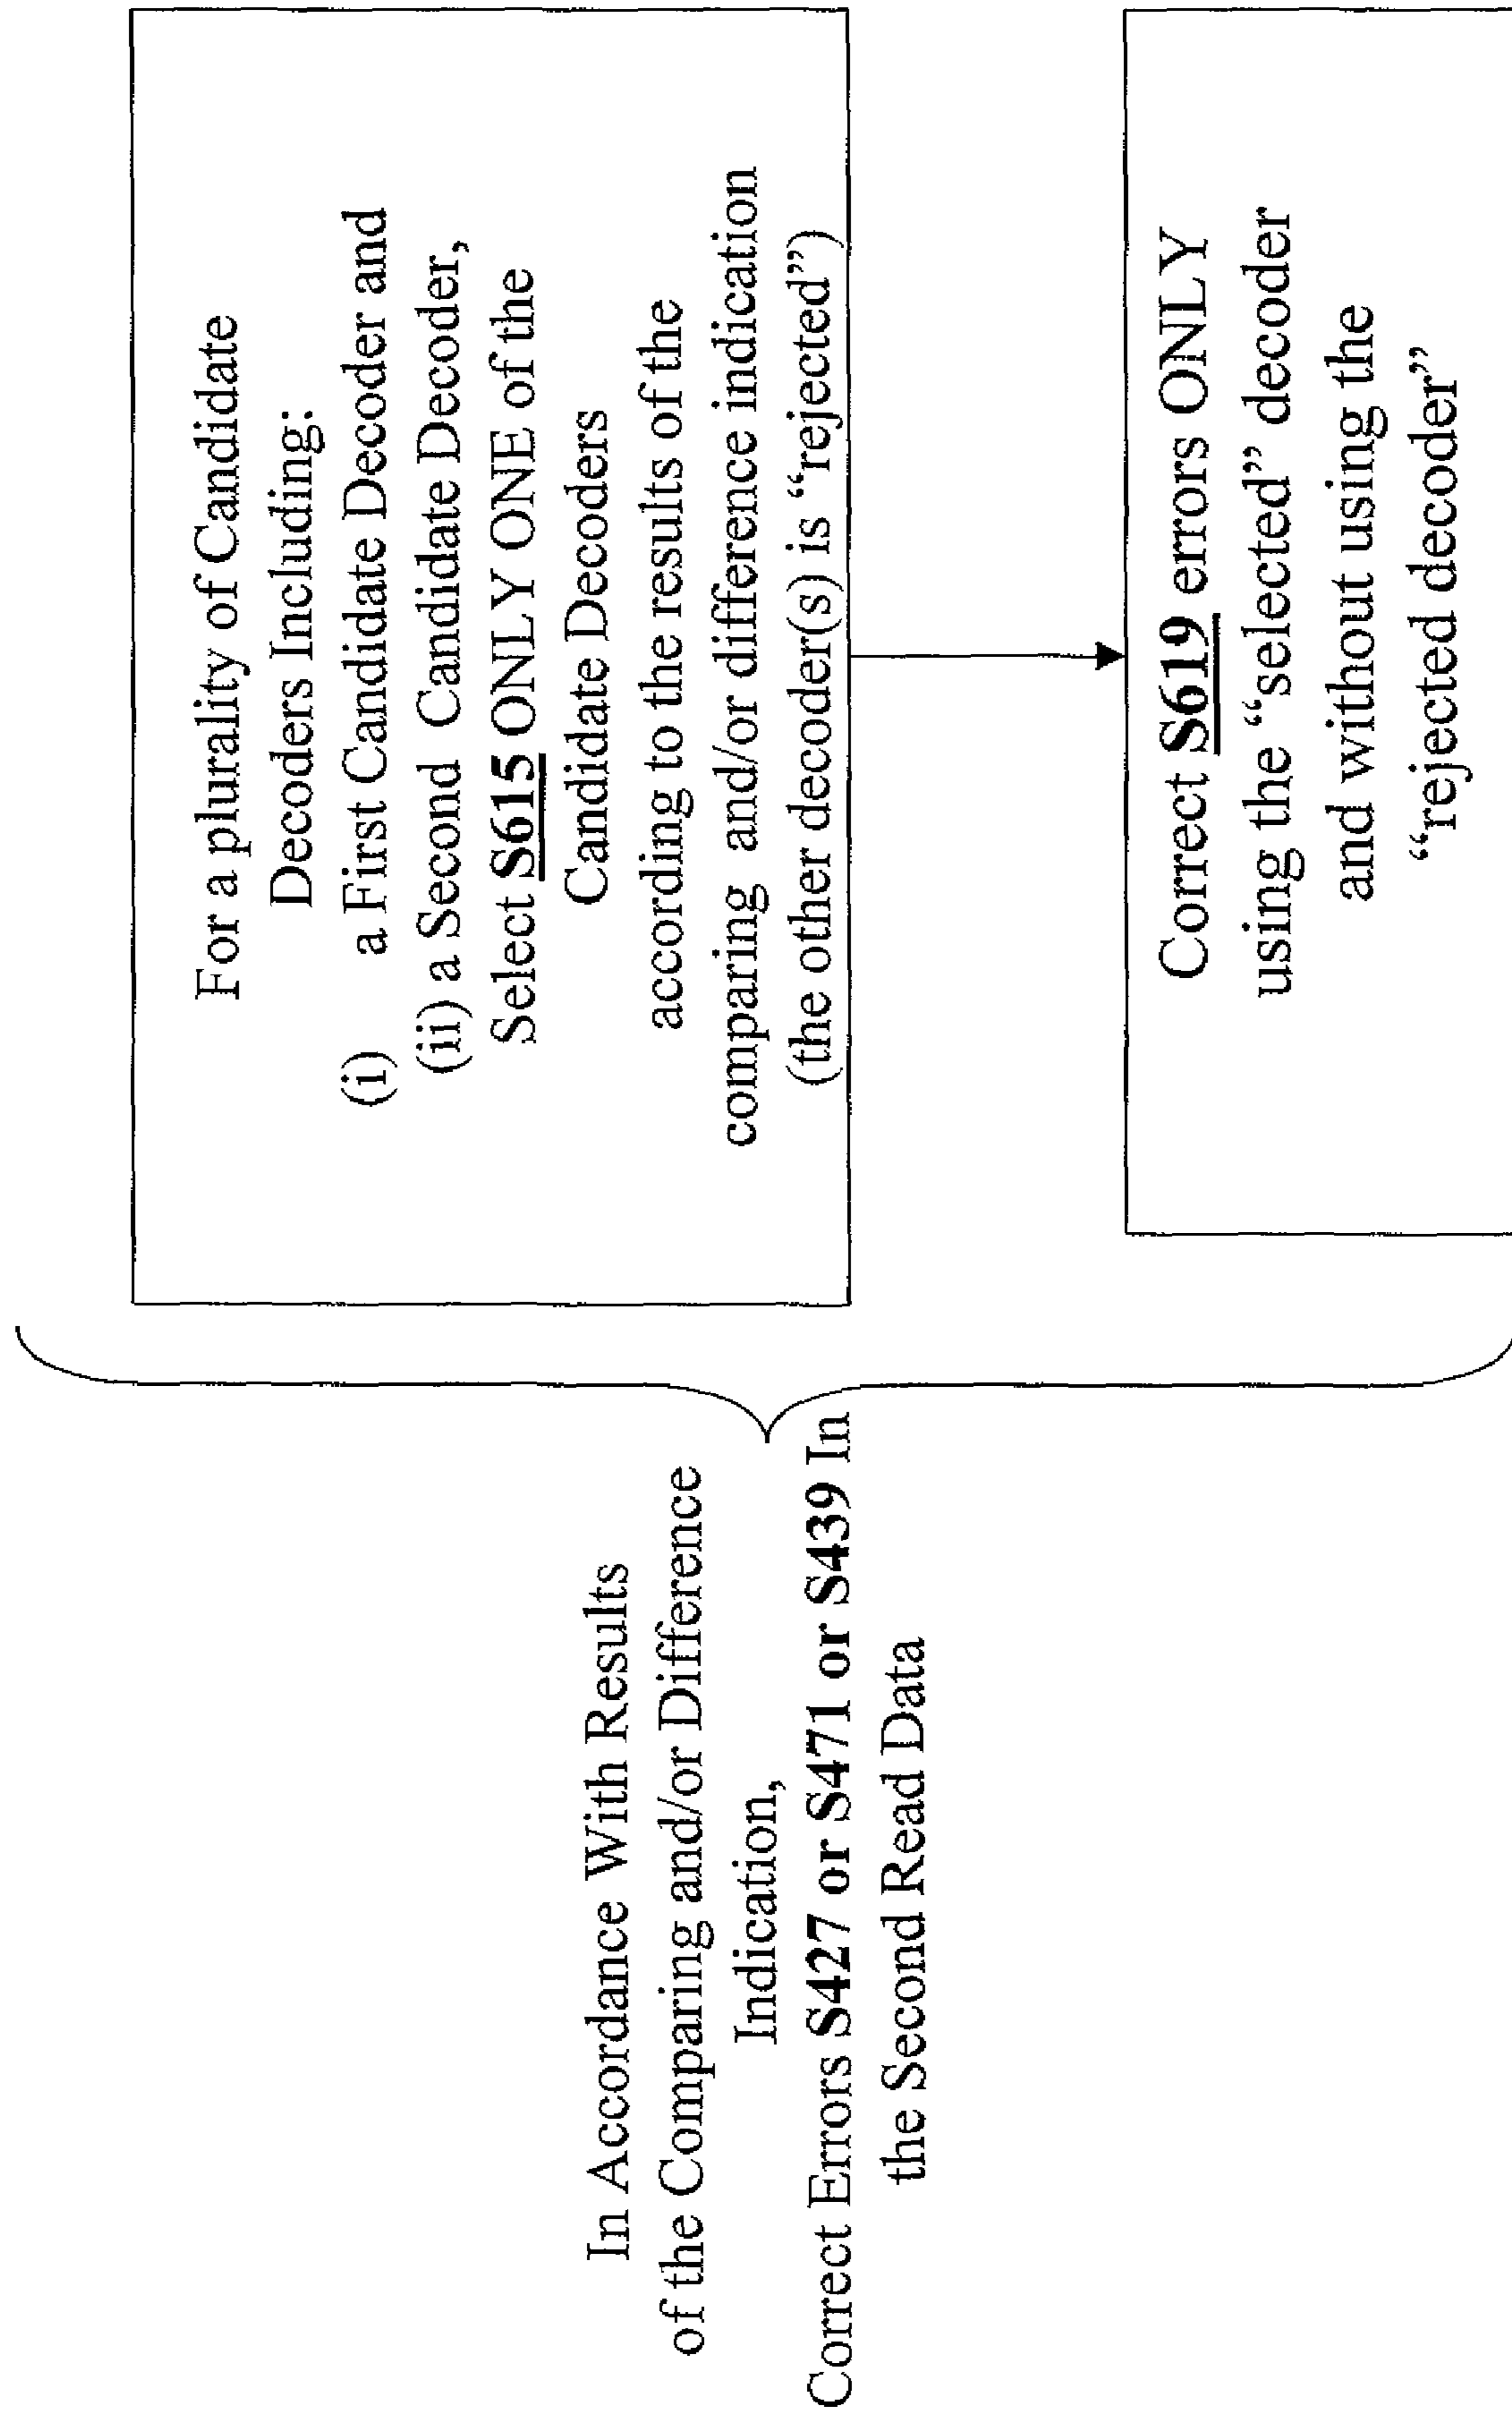 In Accordance With Results
of the Comparing and/or Difference
Indication,
Correct Errors S427 or S471 or S439 In
the Second Read Data
For a plurality of Candidate
Decoders Including:
(i) a First Candidate Decoder and
(ii) a Second Candidate Decoder,
Select S615 ONLY ONE of the
Candidate Decoders
according to the results of the
comparing and/or difference indication
(the other decoder(s) is “rejected”)
Correct S619 errors ONLY
using the “selected” decoder
and without using the
“rejected decoder”